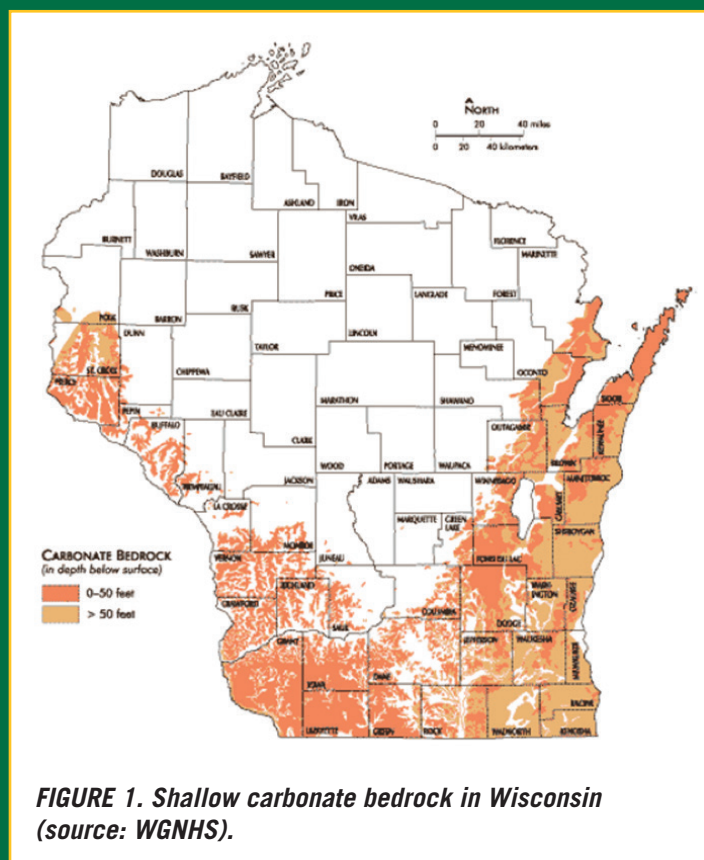 NORTH
0 20 40 miles
0 20 40 kilometers
DOUGLAS
BAYFIELD
ASHLAND
IRON
VILAS
FLORENCE
MARINETTE
BURNETT
WASHBURN
SAWYER
ONEIDA
FOREST
PRICE
LANGLADE
POLK
BARRON
RUSK
LINCOLN
TAYLOR
DUNN
MENOMINEE
OCONTO
DOOR
ST. CROIX
CHIPPEWA
PIERCE
MARATHON
SHAWANO
PEPIN
EAU CLAIRE
BUFFALO
CLARK
OUTAGAMIE
KEWAUNEE
BROWN
WOOD
PORTAGE
WAUPACA
TREMPEALEAU
JACKSON
ADAMS
WAUSHARA
WINNEBAGO
CALUMET
MANITOWOC
LA CROSSE
MARQUETTE
GREEN
LAKE
MONROE
JUNEAU
SHEBOYGAN
FOND DU LAC
VERNON
CARBONATE BEDROCK
(in depth below surface)
0–50 feet
> 50 feet
RICHLAND
WASH-
INGTON
OZAUKEE
CRAWFORD
SAUK
COLUMBIA
DODGE
GRANT
JEFFERSON
WAUKESHA
MILWAUKEE
DANE
IOWA
RACINE
LAFAYETTE
GREEN
ROCK
WALWORTH
KENOSHA
FIGURE 1. Shallow carbonate bedrock in Wisconsin
(source: WGNHS).